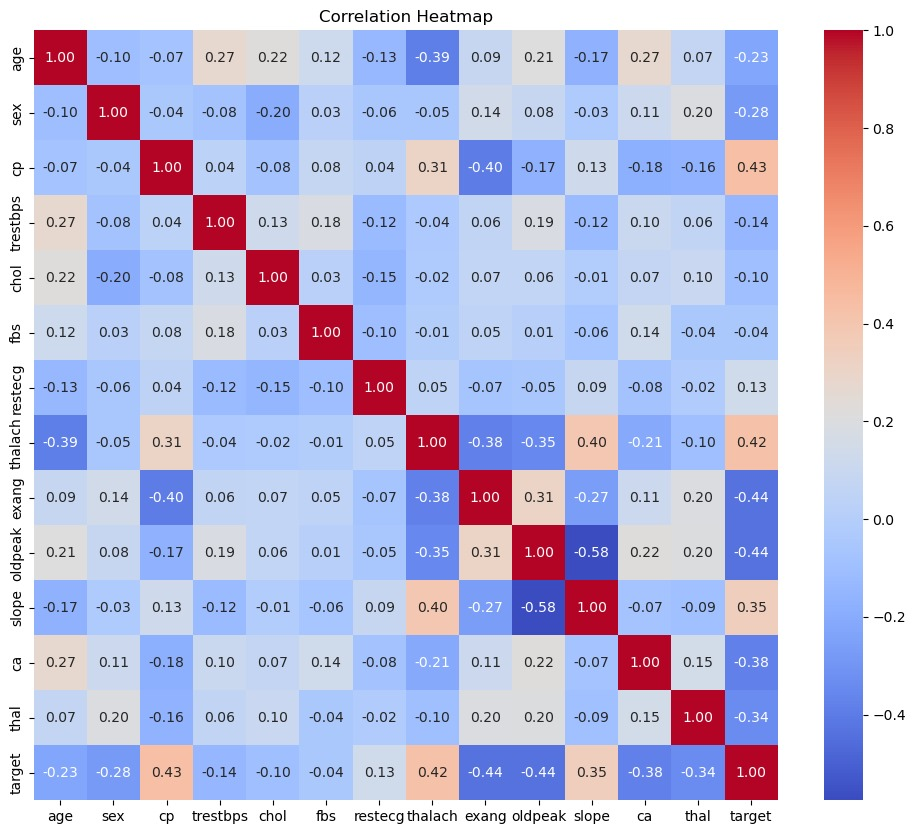 Correlation Heatmap
age 1.00 -0.10 -0.07 0.27 0.22 0.12 -0.13 -0.39 0.09 0.21 -0.17 0.27 0.07 -0.23
sex -0.10 1.00 -0.04 -0.08 -0.20 0.03 -0.06 -0.05 0.14 0.08 -0.03 0.11 0.20 -0.28
cp -0.07 -0.04 1.00 0.04 -0.08 0.08 0.04 0.31 -0.40 -0.17 0.13 -0.18 -0.16 0.43
trestbps 0.27 -0.08 0.04 1.00 0.13 0.18 -0.12 -0.04 0.06 0.19 -0.12 0.10 0.06 -0.14
chol 0.22 -0.20 -0.08 0.13 1.00 0.03 -0.15 -0.02 0.07 0.06 -0.01 0.07 0.10 -0.10
fbs 0.12 0.03 0.08 0.18 0.03 1.00 -0.10 -0.01 0.05 0.01 -0.06 0.14 -0.04 -0.04
restecg -0.13 -0.06 0.04 -0.12 -0.15 -0.10 1.00 0.05 -0.07 -0.05 0.09 -0.08 -0.02 0.13
thalach -0.39 -0.05 0.31 -0.04 -0.02 -0.01 0.05 1.00 -0.38 -0.35 0.40 -0.21 -0.10 0.42
exang 0.09 0.14 -0.40 0.06 0.07 0.05 -0.07 -0.38 1.00 0.31 -0.27 0.11 0.20 -0.44
oldpeak 0.21 0.08 -0.17 0.19 0.06 0.01 -0.05 -0.35 0.31 1.00 -0.58 0.22 0.20 -0.44
slope -0.17 -0.03 0.13 -0.12 -0.01 -0.06 0.09 0.40 -0.27 -0.58 1.00 -0.07 -0.09 0.35
ca 0.27 0.11 -0.18 0.10 0.07 0.14 -0.08 -0.21 0.11 0.22 -0.07 1.00 0.15 -0.38
thal 0.07 0.20 -0.16 0.06 0.10 -0.04 -0.02 -0.10 0.20 0.20 -0.09 0.15 1.00 -0.34
target -0.23 -0.28 0.43 -0.14 -0.10 -0.04 0.13 0.42 -0.44 -0.44 0.35 -0.38 -0.34 1.00
age sex cp trestbps chol fbs restecg thalach exang oldpeak slope ca thal target
1.0
0.8
0.6
0.4
0.2
0.0
−0.2
−0.4